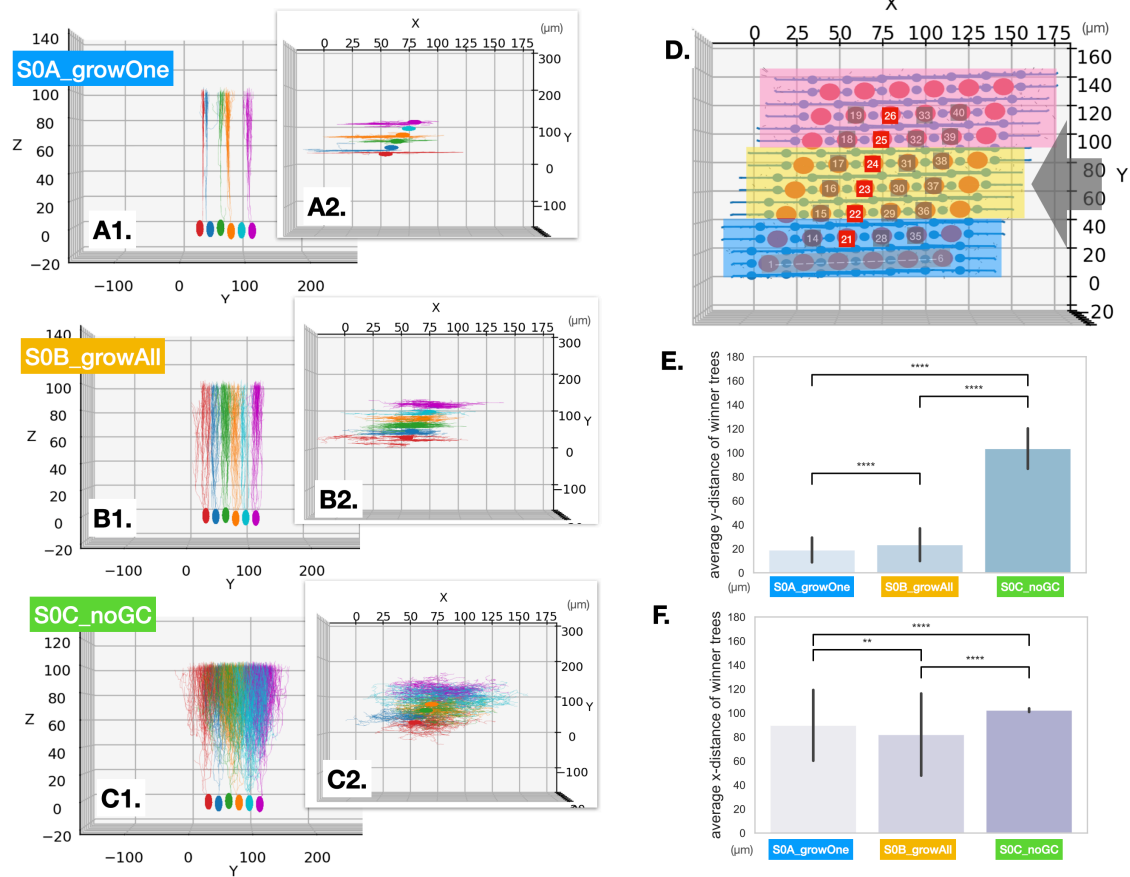 S0A_growOne
140
100
80
60
40
20
0
−20
Z
−100
0
100
200
Y
A1.
X
(µm)
0 25 50 75 100 125 150 175
300
200
100
0
−100
Y
A2.
S0B_growAll
140
100
80
60
40
20
0
−20
Z
−100
0
100
200
Y
B1.
X
(µm)
0 25 50 75 100 125 150 175
300
200
100
0
−100
Y
B2.
S0C_noGC
120
100
80
60
40
20
0
−20
Z
−100
0
100
200
Y
C1.
X
(µm)
0 25 50 75 100 125 150 175
300
200
100
0
−100
Y
C2.
D.
X
(µm)
0 25 50 75 100 125 150 175
160
140
120
100
80
60
40
20
0
−20
Y
19 26 33 40
18 25 32 39
17 24 31 38
16 23 30 37
15 22 29 36
14 21 28 35
1 6
E.
average y-distance of winner trees
(µm)
180
160
140
120
100
80
60
40
20
0
****
****
****
S0A_growOne
S0B_growAll
S0C_noGC
F.
average x-distance of winner trees
(µm)
180
160
140
120
100
80
60
40
20
0
****
**
****
S0A_growOne
S0B_growAll
S0C_noGC